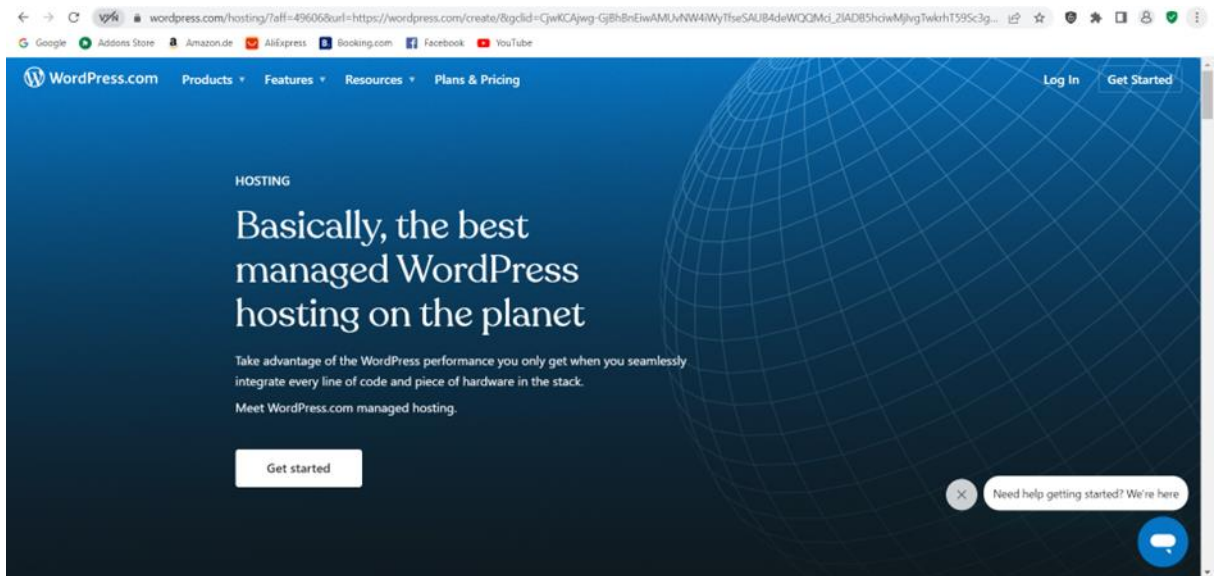 VPN wordpress.com/hosting/?aff=49606&url=https://wordpress.com/create/&gclid=CjwKCAjwg-GjBhBnEiwAMUvNW4iWyTfseSAUB4deWQQMci_2lADB5hciwMjlvgTwkrhT59Sc3g...
Google Addons Store Amazon.de AliExpress Booking.com Facebook YouTube
WordPress.com Products Features Resources Plans & Pricing Log In Get Started
HOSTING
Basically, the best
managed WordPress
hosting on the planet
Take advantage of the WordPress performance you only get when you seamlessly
integrate every line of code and piece of hardware in the stack.
Meet WordPress.com managed hosting.
Get started
Need help getting started? We're here